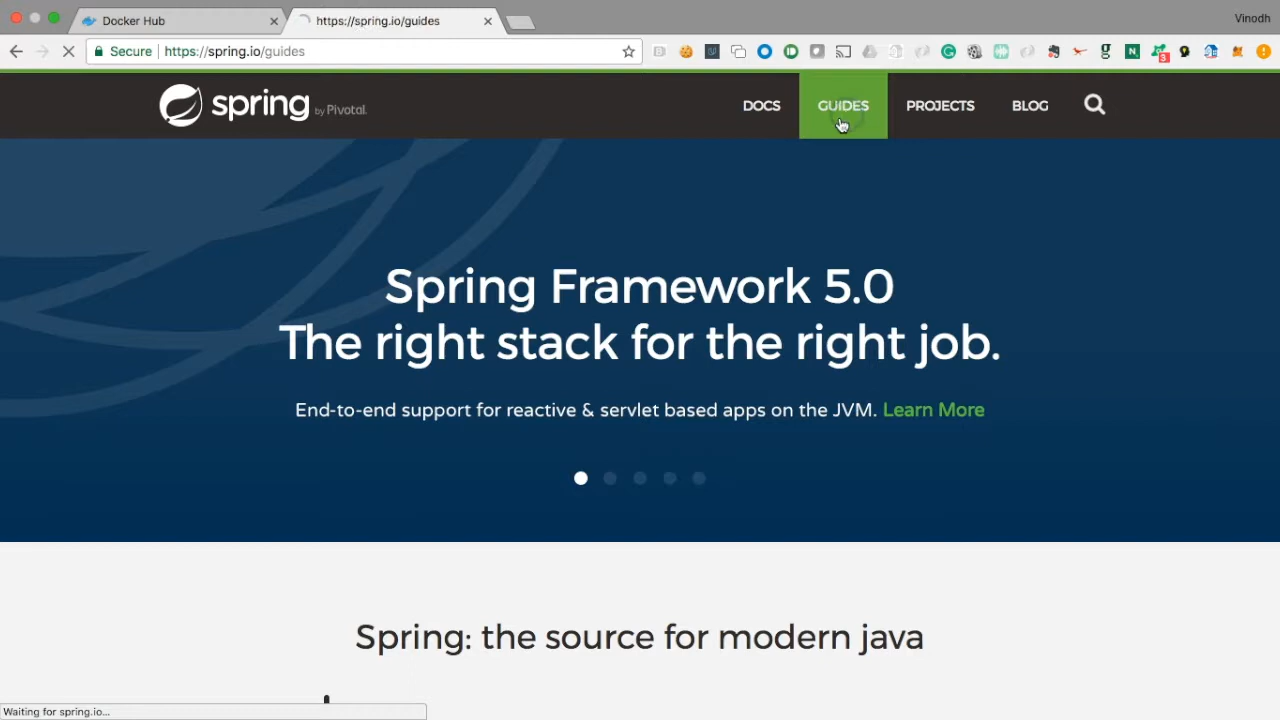 Docker Hub
https://spring.io/guides
Vinodh
Secure
https://spring.io/guides
spring by Pivotal.
DOCS
GUIDES
PROJECTS
BLOG
Spring Framework 5.0
The right stack for the right job.
End-to-end support for reactive & servlet based apps on the JVM. Learn More
Spring: the source for modern java
Waiting for spring.io...